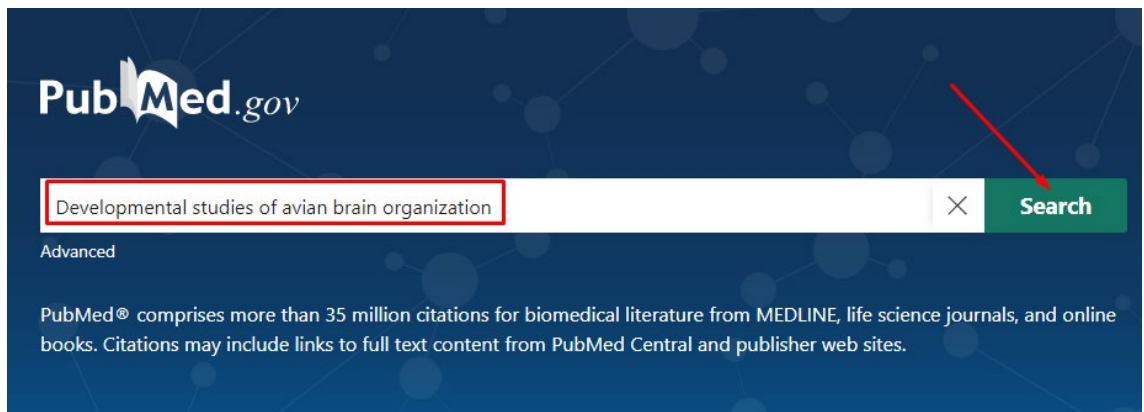 PubMed.gov
Developmental studies of avian brain organization
Search
Advanced
PubMed® comprises more than 35 million citations for biomedical literature from MEDLINE, life science journals, and online
books. Citations may include links to full text content from PubMed Central and publisher web sites.